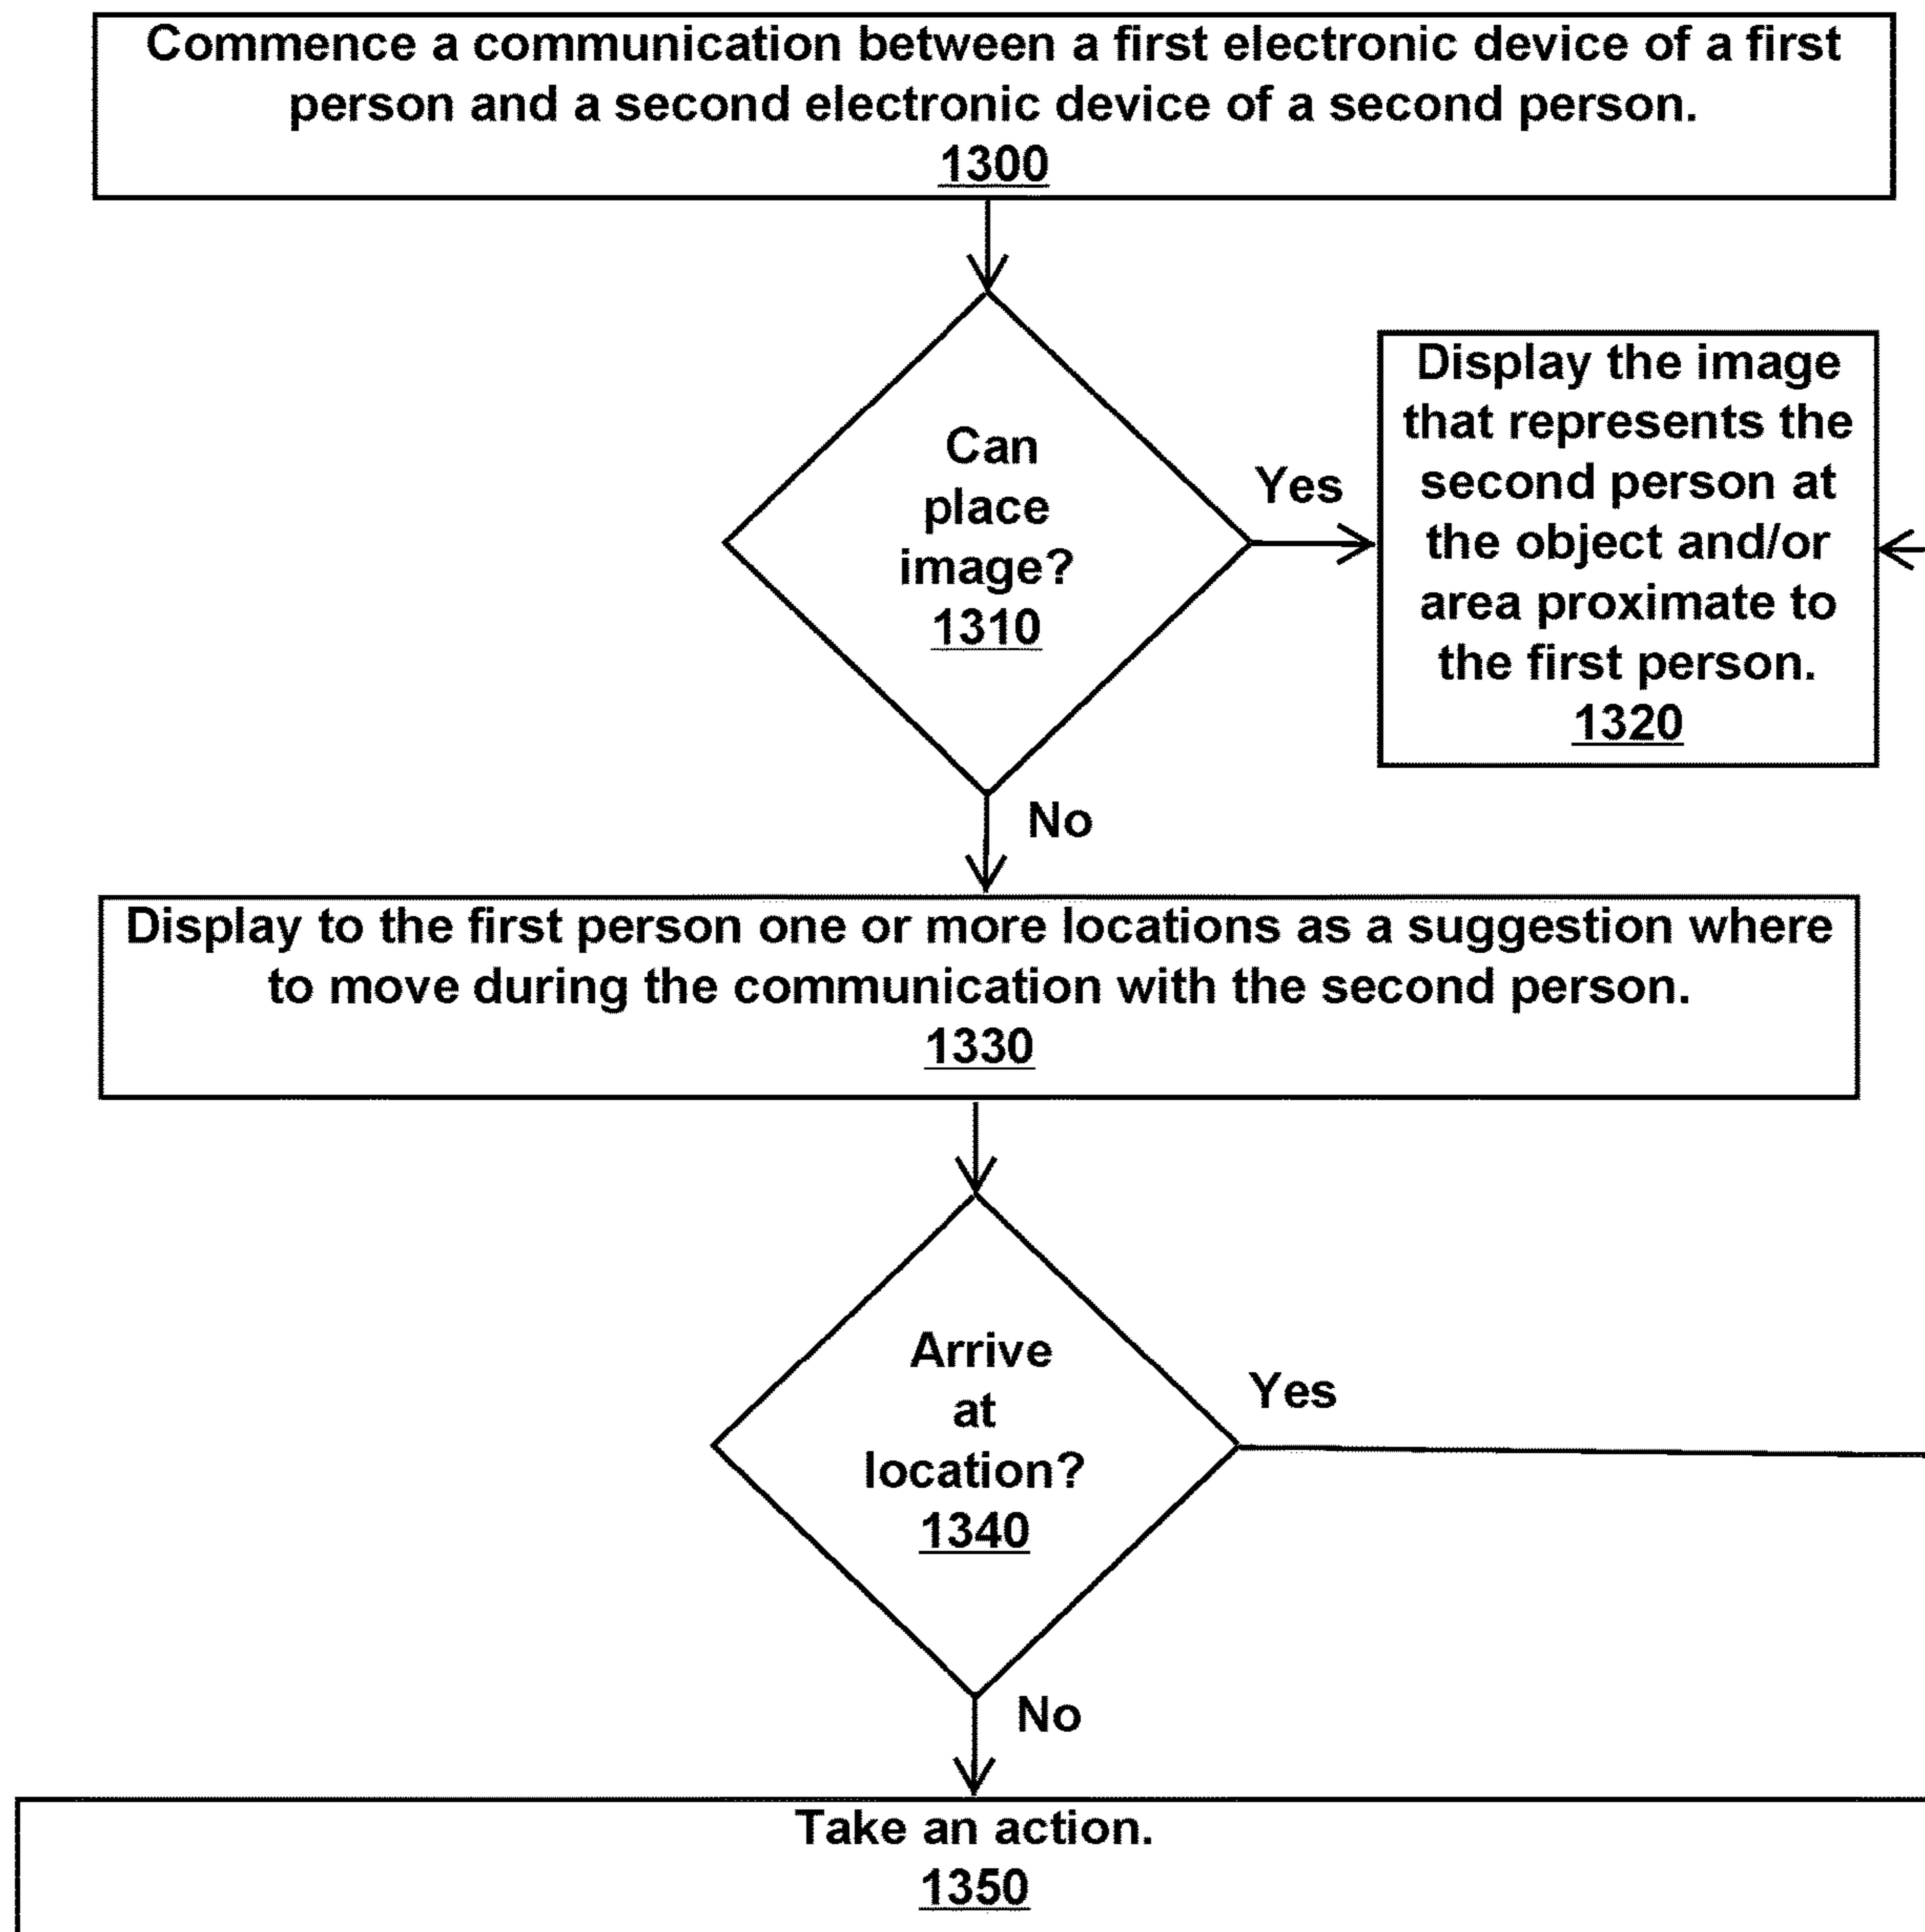 Commence a communication between a first electronic device of a first
person and a second electronic device of a second person.
1300
Can
place
image?
1310
Yes
Display the image
that represents the
second person at
the object and/or
area proximate to
the first person.
1320
No
Display to the first person one or more locations as a suggestion where
to move during the communication with the second person.
1330
Arrive
at
location?
1340
Yes
No
Take an action.
1350